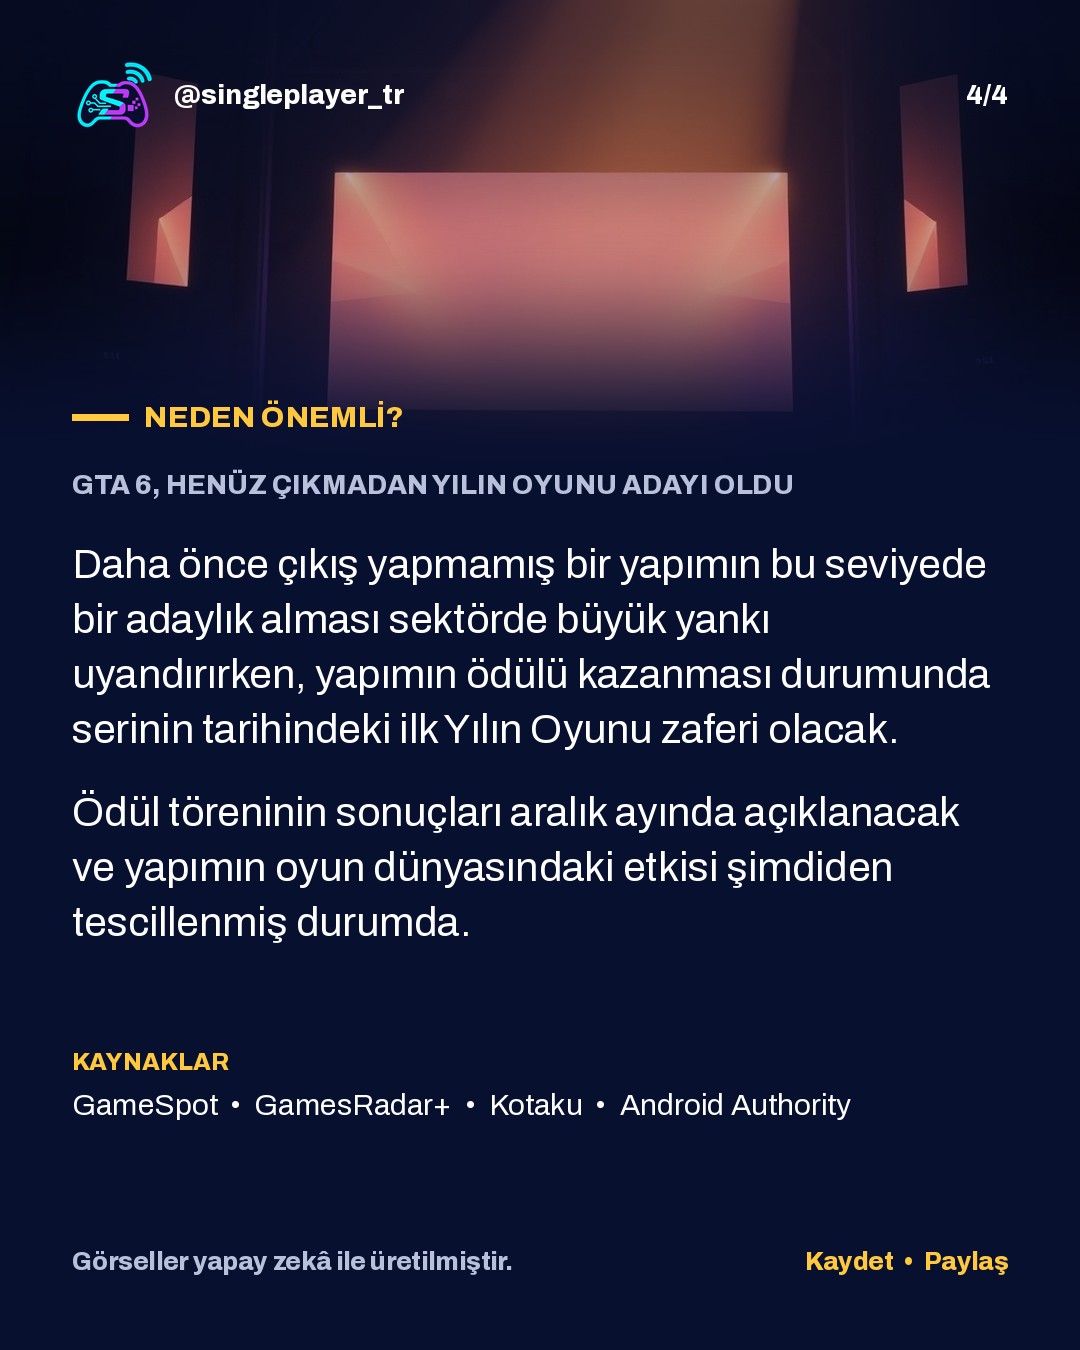 @singleplayer_tr
4/4
NEDEN ÖNEMLİ?
GTA 6, HENÜZ ÇIKMADAN YILIN OYUNU ADAYI OLDU
Daha önce çıkış yapmamış bir yapımın bu seviyede
bir adaylık alması sektörde büyük yankı
uyandırırken, yapımın ödülü kazanması durumunda
serinin tarihindeki ilk Yılın Oyunu zaferi olacak.
Ödül töreninin sonuçları aralık ayında açıklanacak
ve yapımın oyun dünyasındaki etkisi şimdiden
tescillenmiş durumda.
KAYNAKLAR
GameSpot • GamesRadar+ • Kotaku • Android Authority
Görseller yapay zekâ ile üretilmiştir.
Kaydet • Paylaş